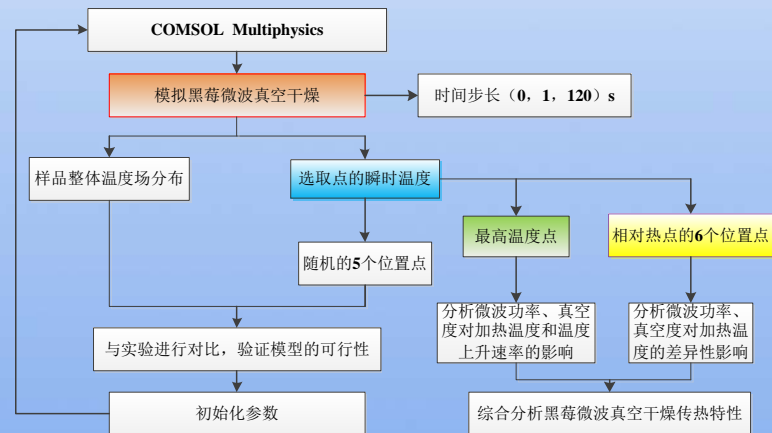 COMSOL Multiphysics
模拟黑莓微波真空干燥
时间步长（0，1，120）s
样品整体温度场分布
选取点的瞬时温度
最高温度点
相对热点的6个位置点
随机的5个位置点
分析微波功率、真空
度对加热温度和温度
上升速率的影响
分析微波功率、真空
度对加热温
度的差异性影响
与实验进行对比，验证模型的可行性
初始化参数
综合分析黑莓微波真空干燥传热特性